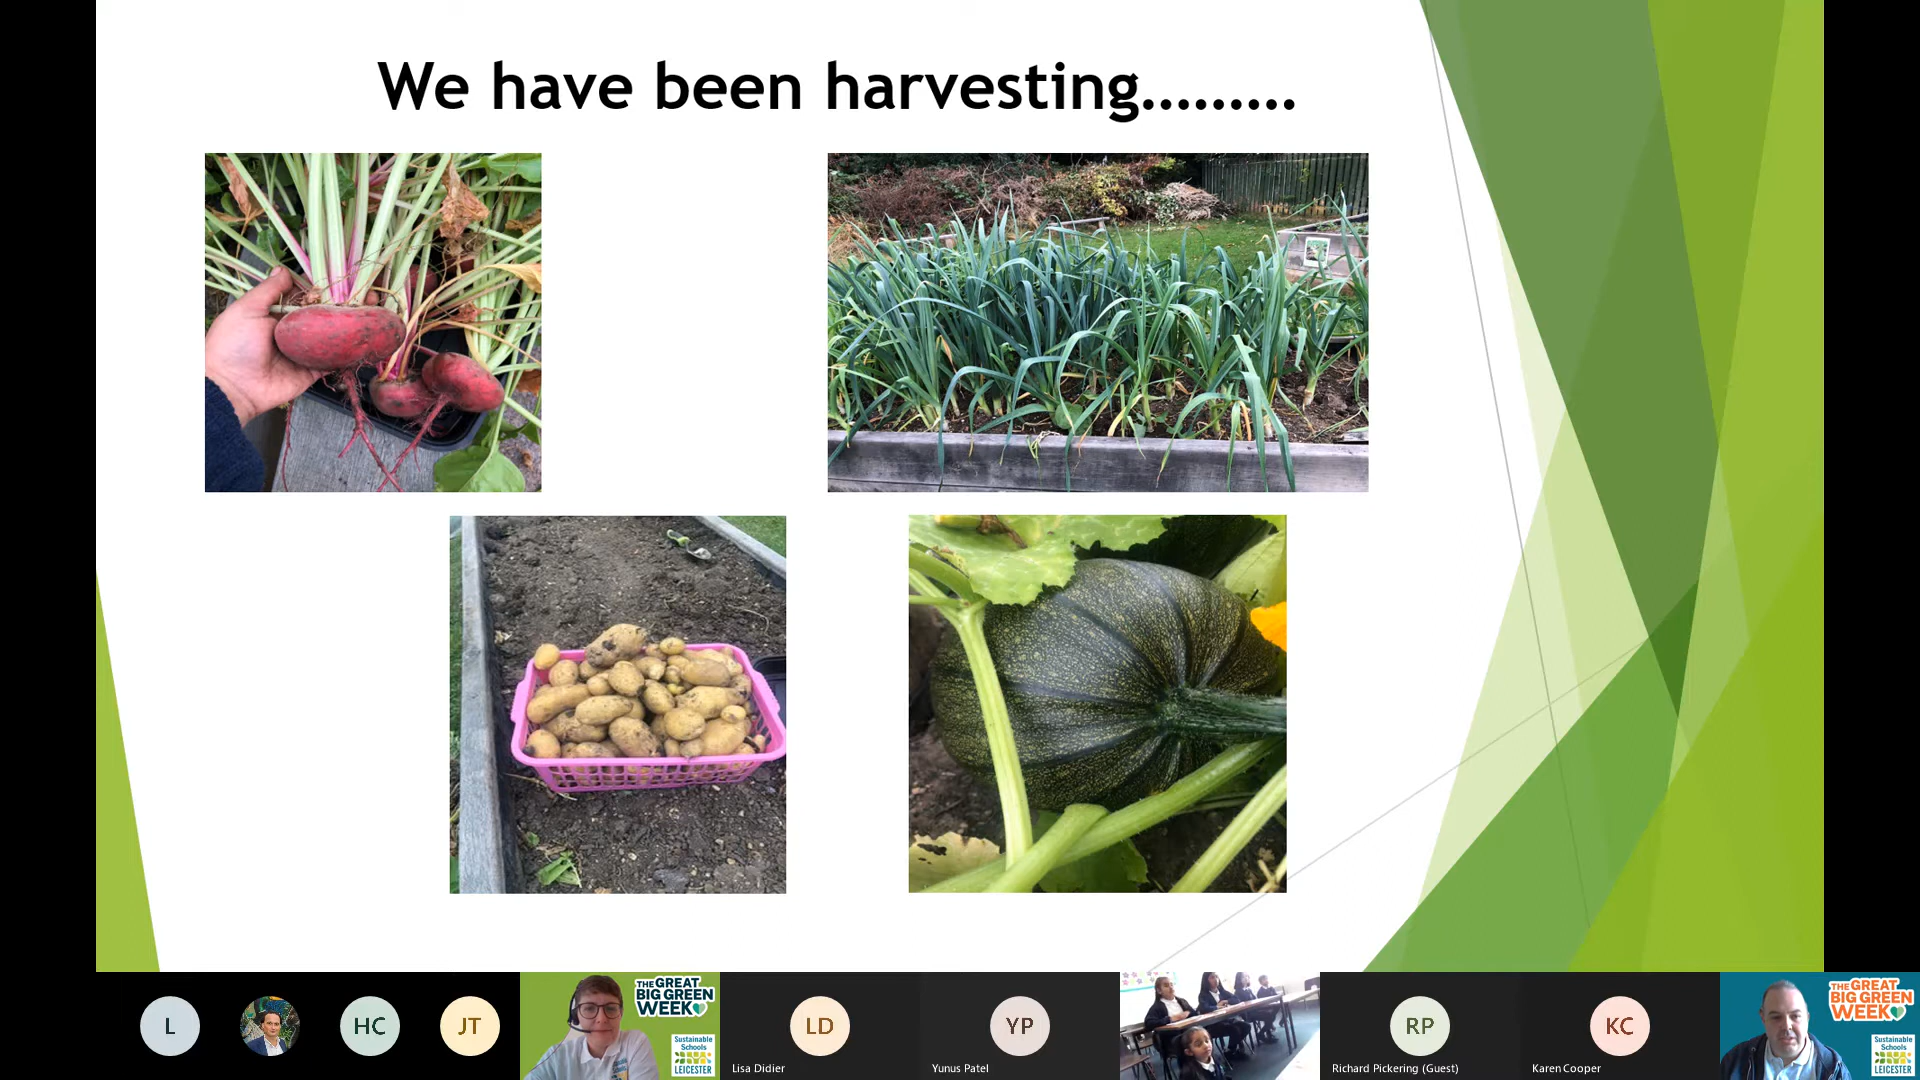 We have been harvesting.........
L
HC
JT
THE
GREAT
BIG GREEN
WEEK
Sustainable
Schools
LEICESTER
LD
Lisa Didier
YP
Yunus Patel
RP
Richard Pickering (Guest)
KC
Karen Cooper
THE
GREAT
BIG GREEN
WEEK
Sustainable
Schools
LEICESTER